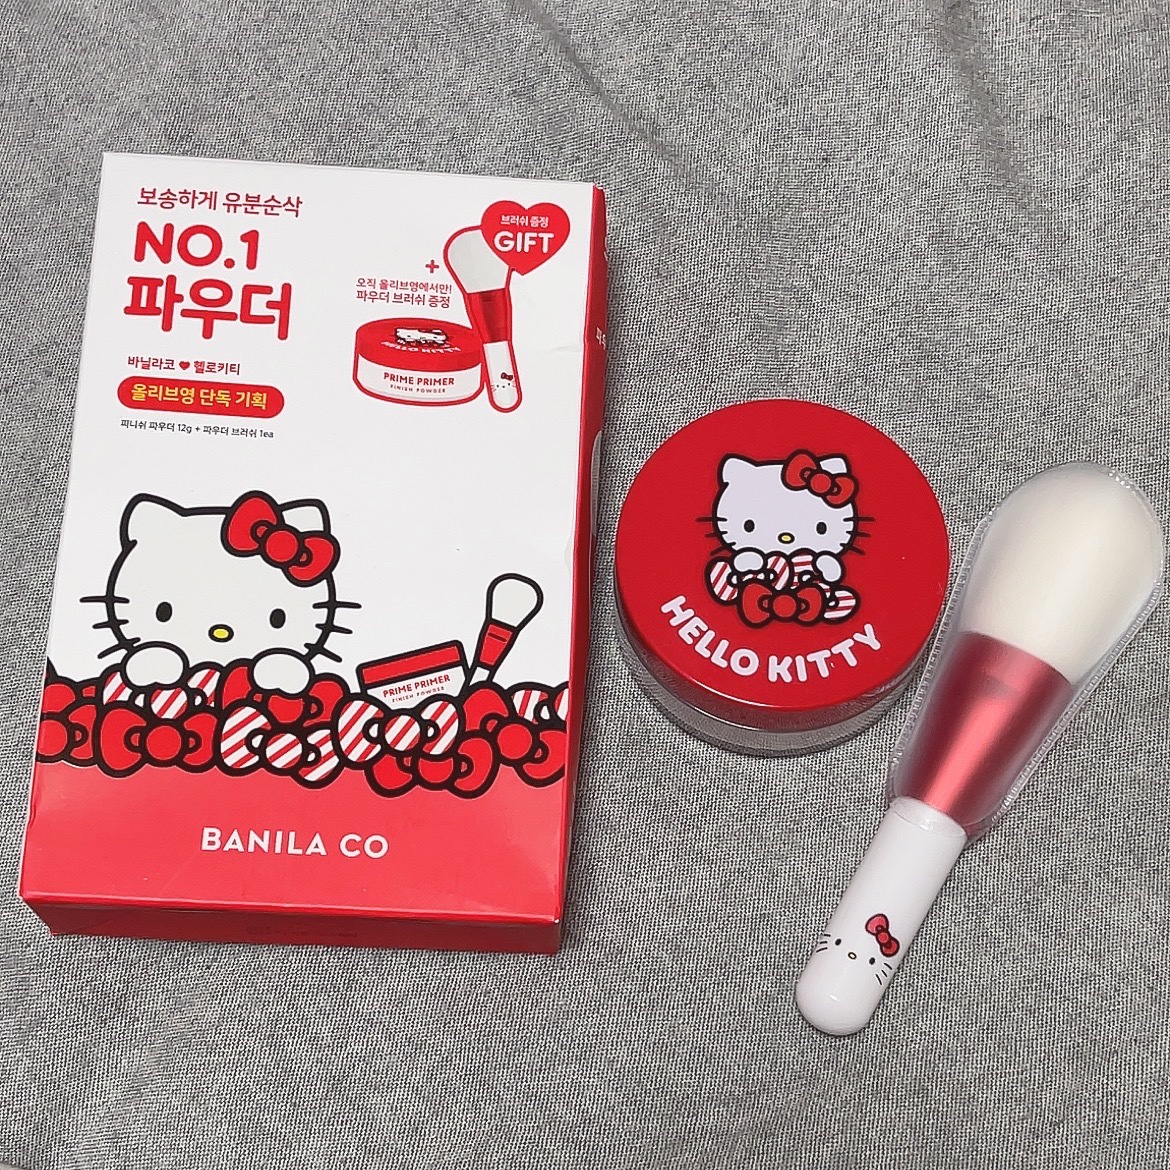 보송하게 유분순삭
NO.1
파우더
바닐라코 ♥ 헬로키티
올리브영 단독 기획
피니쉬 파우더 12g + 파우더 브러쉬 1ea
브러쉬 증정
GIFT
+
오직 올리브영에서만!
파우더 브러쉬 증정
HELLO KITTY
PRIME PRIMER
FINISH POWDER
PRIME PRIMER
FINISH POWDER
BANILA CO
HELLO KITTY